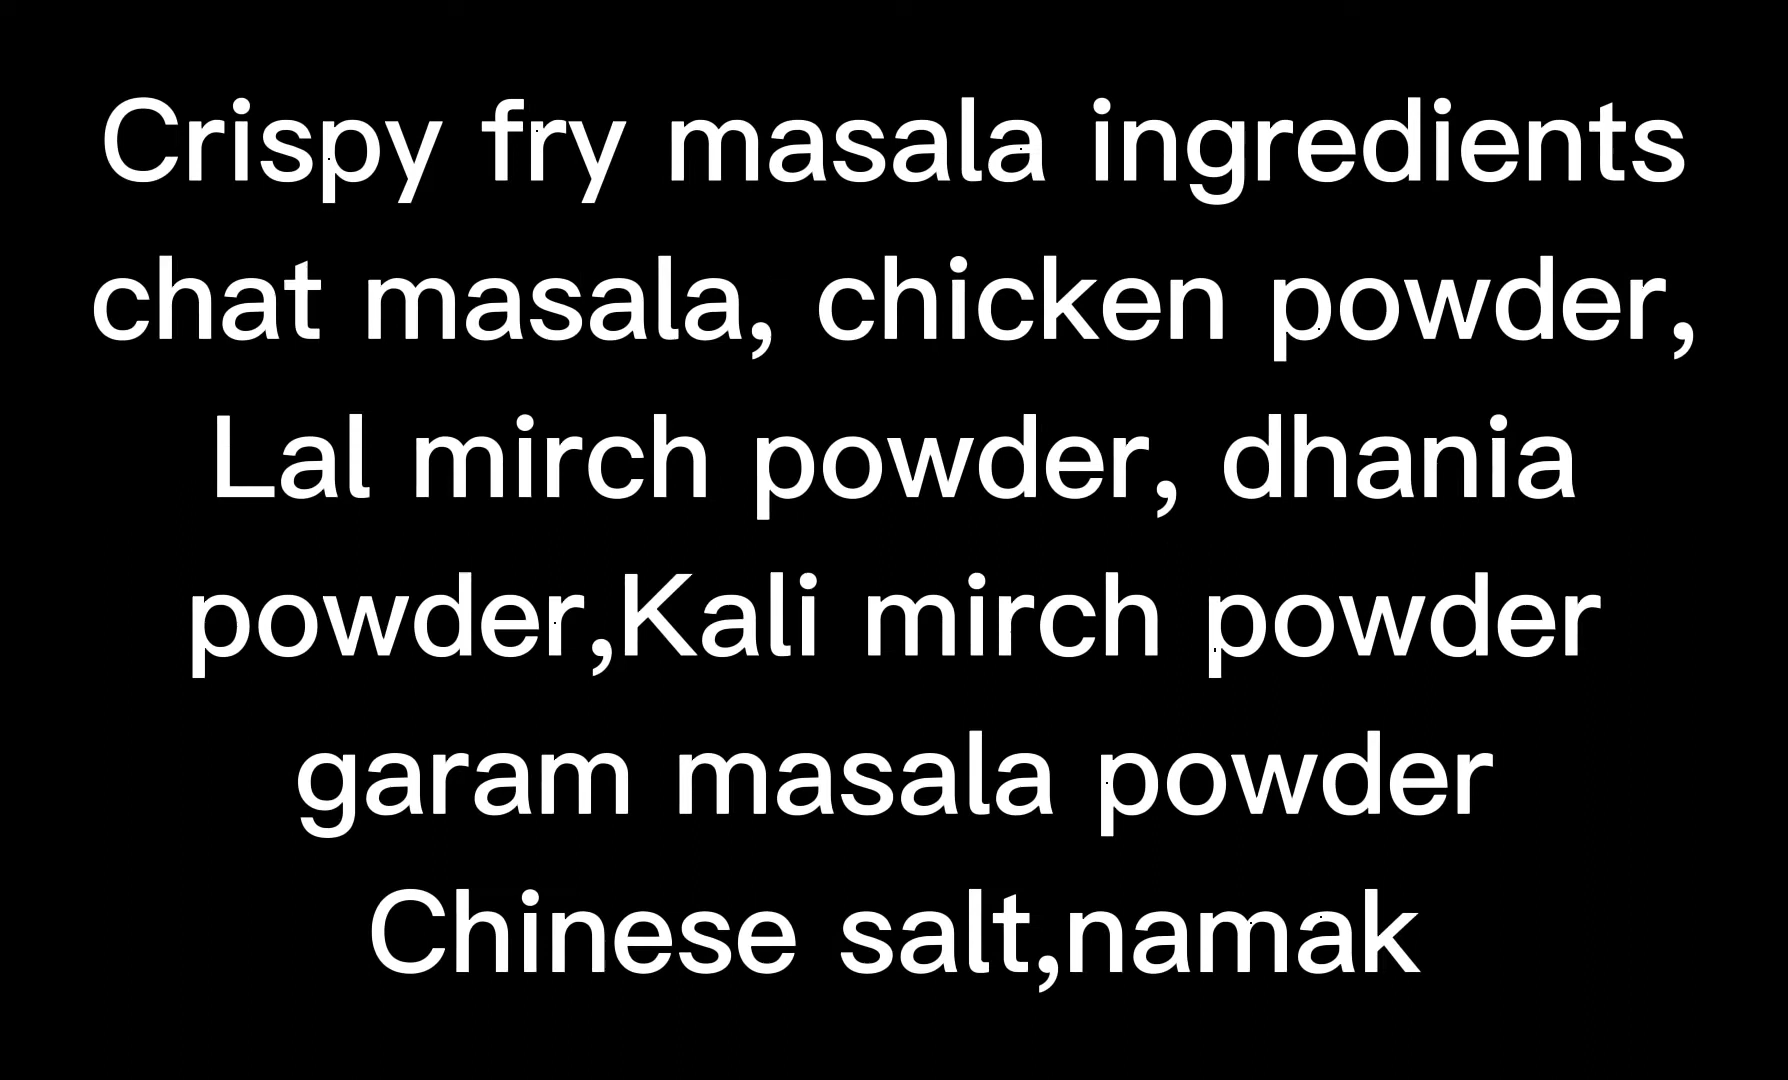 Crispy fry masala ingredients
chat masala, chicken powder,
Lal mirch powder, dhania
powder,Kali mirch powder
garam masala powder
Chinese salt,namak